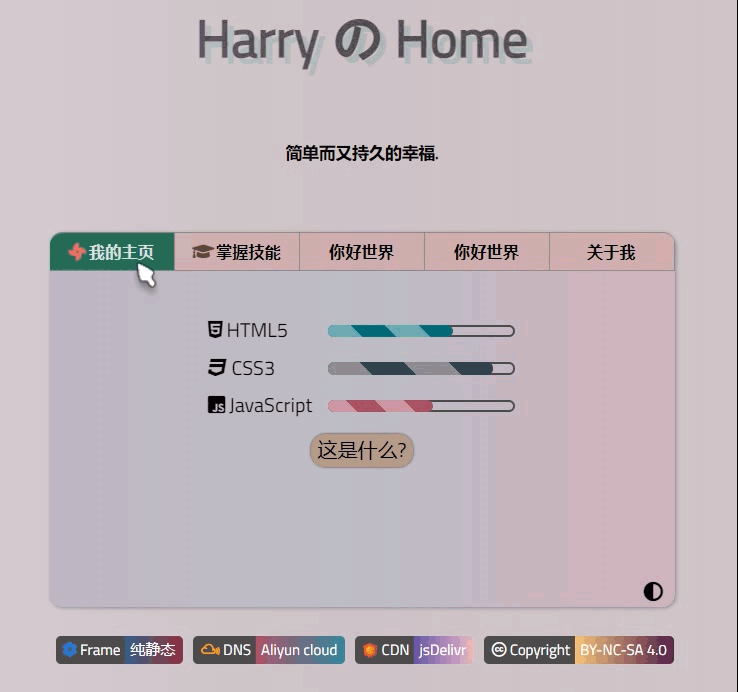 Harry の Home
简单而又持久的幸福.
我的主页 掌握技能 你好世界 你好世界 关于我
HTML5
CSS3
JS JavaScript
这是什么?
Frame 纯静态 DNS Aliyun cloud CDN jsDelivr Copyright BY-NC-SA 4.0